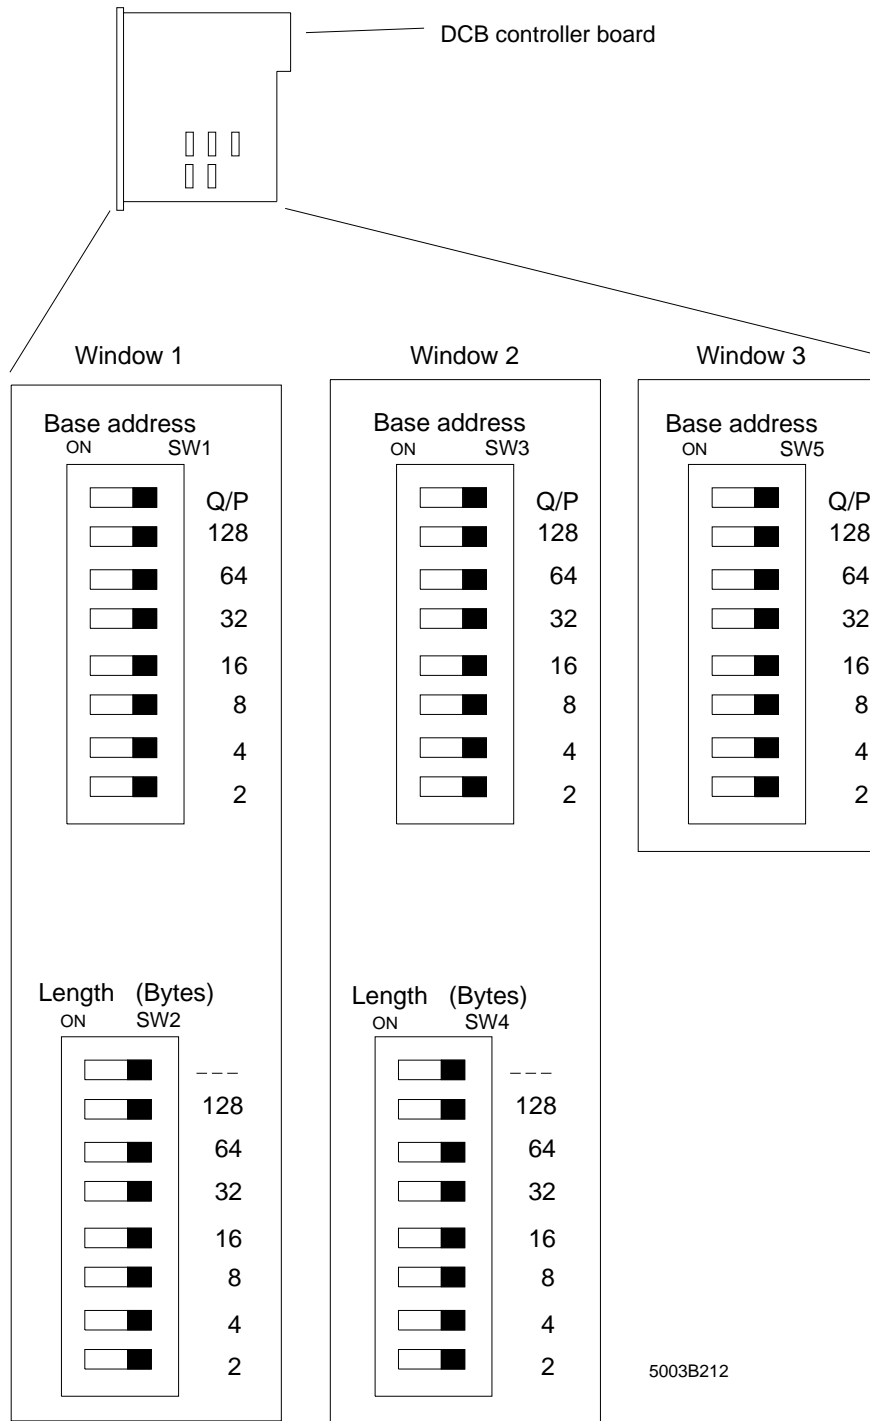 DCB controller board
Window 1
Base address
ON SW1
Q/P
128
64
32
16
8
4
2
Length (Bytes)
ON SW2
---
128
64
32
16
8
4
2
Window 2
Base address
ON SW3
Q/P
128
64
32
16
8
4
2
Length (Bytes)
ON SW4
---
128
64
32
16
8
4
2
Window 3
Base address
ON SW5
Q/P
128
64
32
16
8
4
2
5003B212